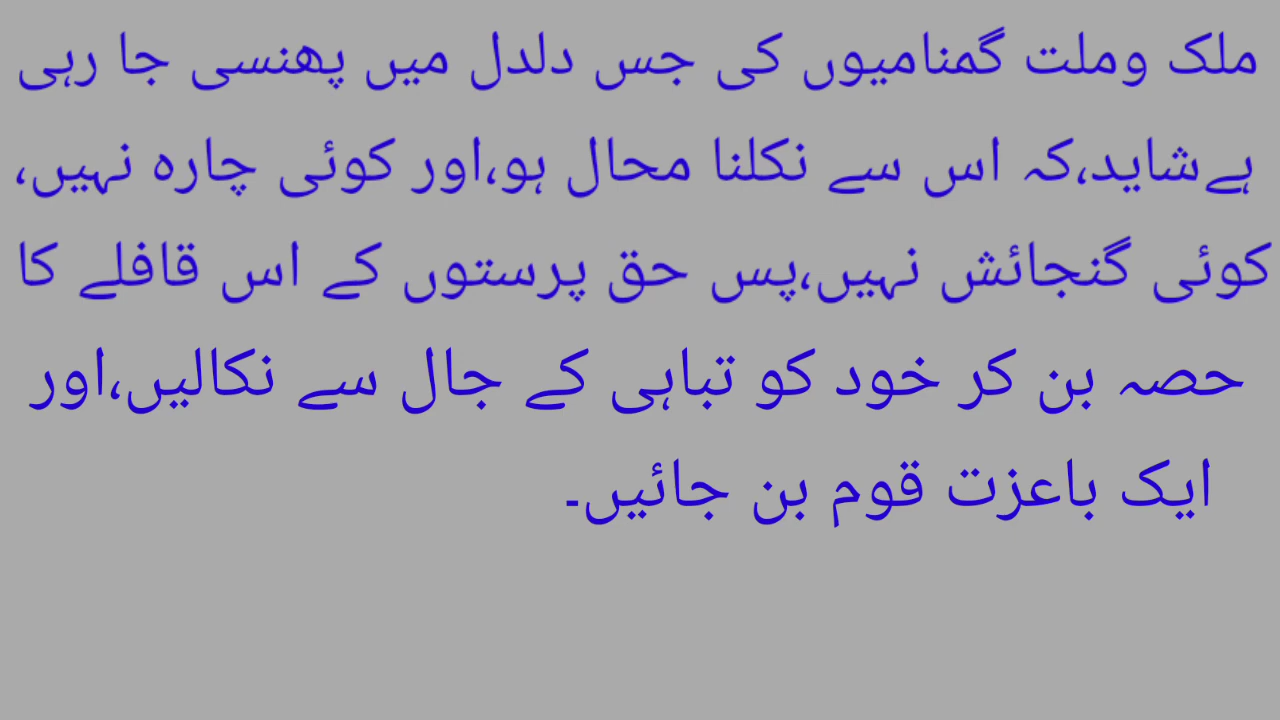 ملک وملت گمنامیوں کی جس دلدل میں پھنسی جا رہی
ہےشاید،کہ اس سے نکلنا محال ہو،اور کوئی چارہ نہیں،
کوئی گنجائش نہیں،پس حق پرستوں کے اس قافلے کا
حصہ بن کر خود کو تباہی کے جال سے نکالیں،اور
ایک باعزت قوم بن جائیں۔